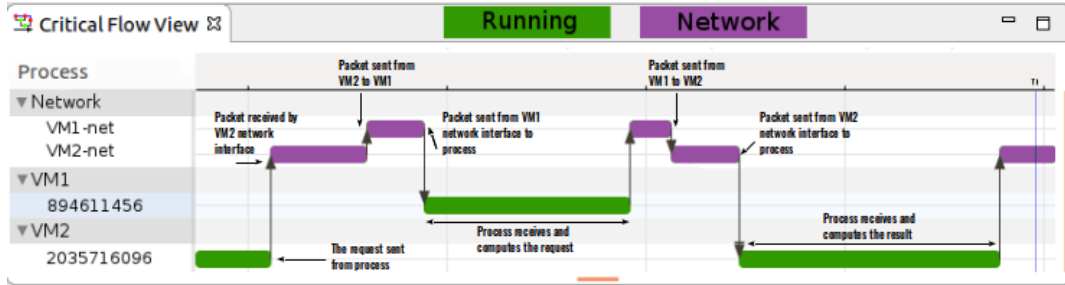 Critical Flow View
Running
Network
Process
Packet sent from
VM2 to VM1
Packet sent from
VM1 to VM2
T1
Network
VM1-net
VM2-net
Packet received by
VM2 network
interface
Packet sent from VM1
network interface to
process
Packet sent from VM2
network interface to
process
VM1
894611456
VM2
2035716096
Process receives and
computes the request
Process receives and
computes the result
The request sent
from process